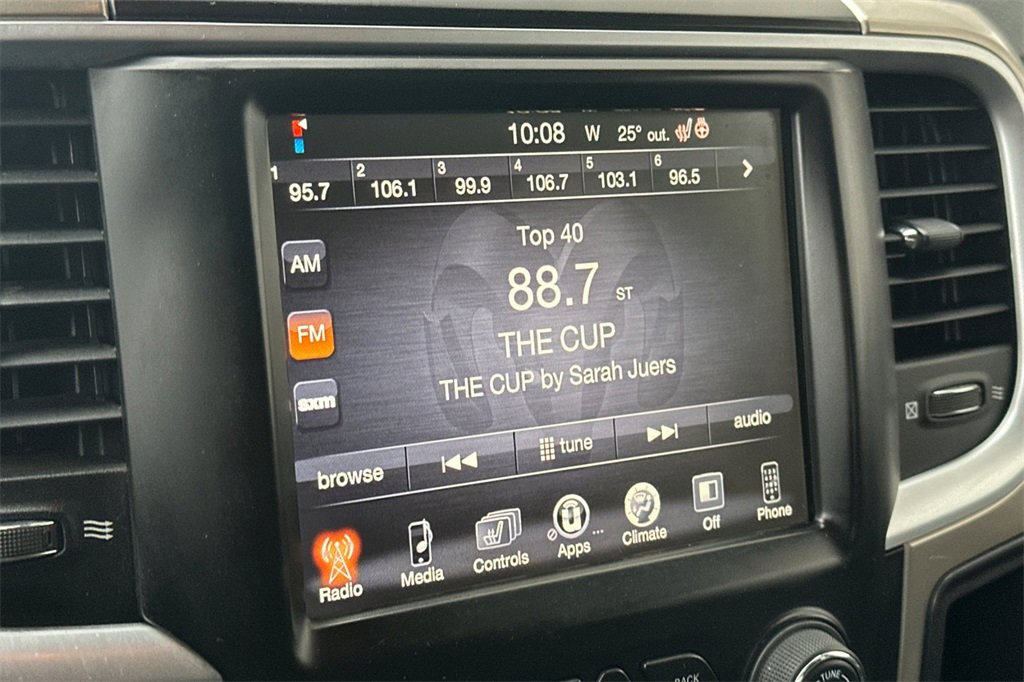 10:08 W 25° out.
1 95.7 2 106.1 3 99.9 4 106.7 5 103.1 6 96.5
Top 40
AM
88.7 ST
FM
THE CUP
THE CUP by Sarah Juers
sxm
browse tune audio
Radio Media Controls Apps ... Climate Off Phone
BACK
TUNE